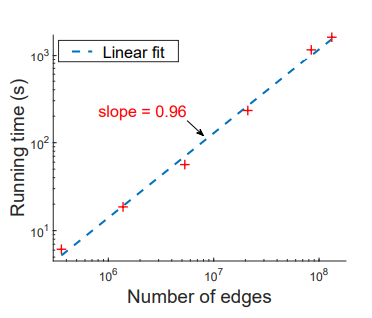 Linear fit
slope = 0.96
Running time (s)
10³
10²
10¹
10⁶ 10⁷ 10⁸
Number of edges